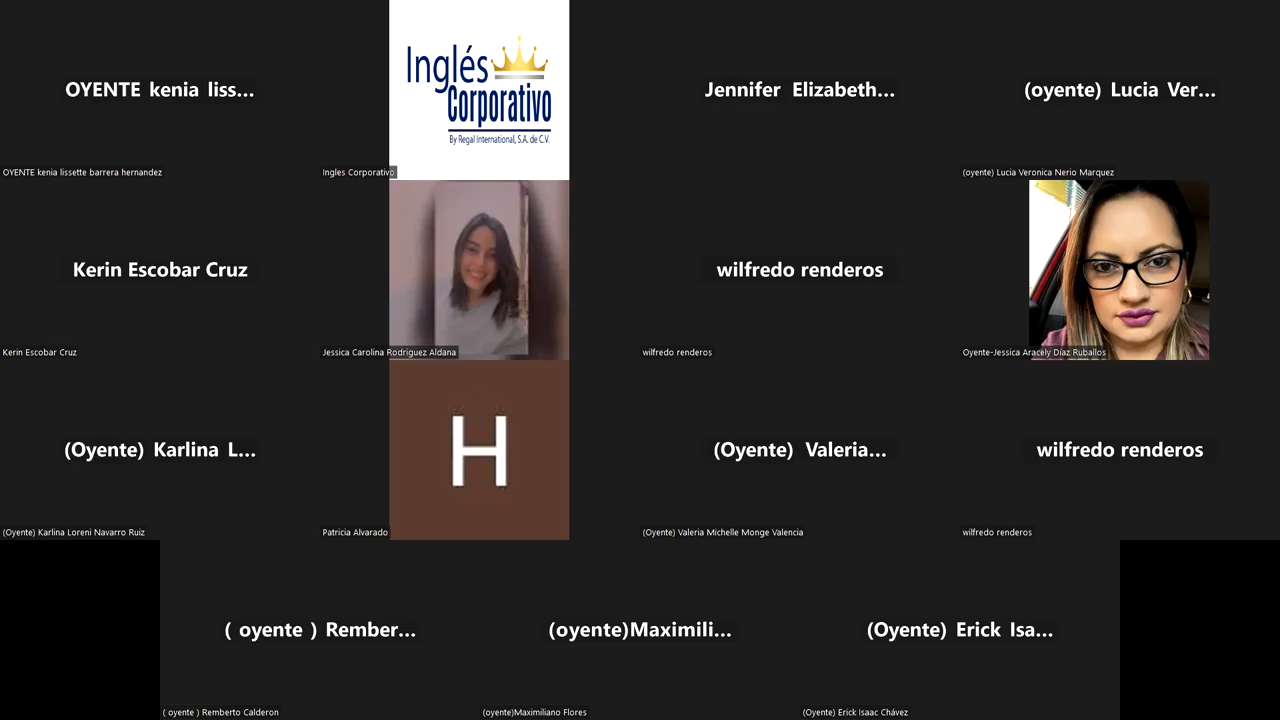 OYENTE kenia liss...
OYENTE kenia lissette barrera hernandez
Inglés
Corporativo
By Regal International, S.A. de C.V.
Ingles Corporativo
Jennifer Elizabeth...
(oyente) Lucia Ver...
(oyente) Lucia Veronica Nerio Marquez
Kerin Escobar Cruz
Kerin Escobar Cruz
Jessica Carolina Rodriguez Aldana
wilfredo renderos
wilfredo renderos
Oyente-Jessica Aracely Díaz Ruballos
(Oyente) Karlina L...
(Oyente) Karlina Loreni Navarro Ruiz
H
Patricia Alvarado
(Oyente) Valeria...
(Oyente) Valeria Michelle Monge Valencia
wilfredo renderos
wilfredo renderos
( oyente ) Rember...
( oyente ) Remberto Calderon
(oyente)Maximili...
(oyente)Maximiliano Flores
(Oyente) Erick Isa...
(Oyente) Erick Isaac Chávez